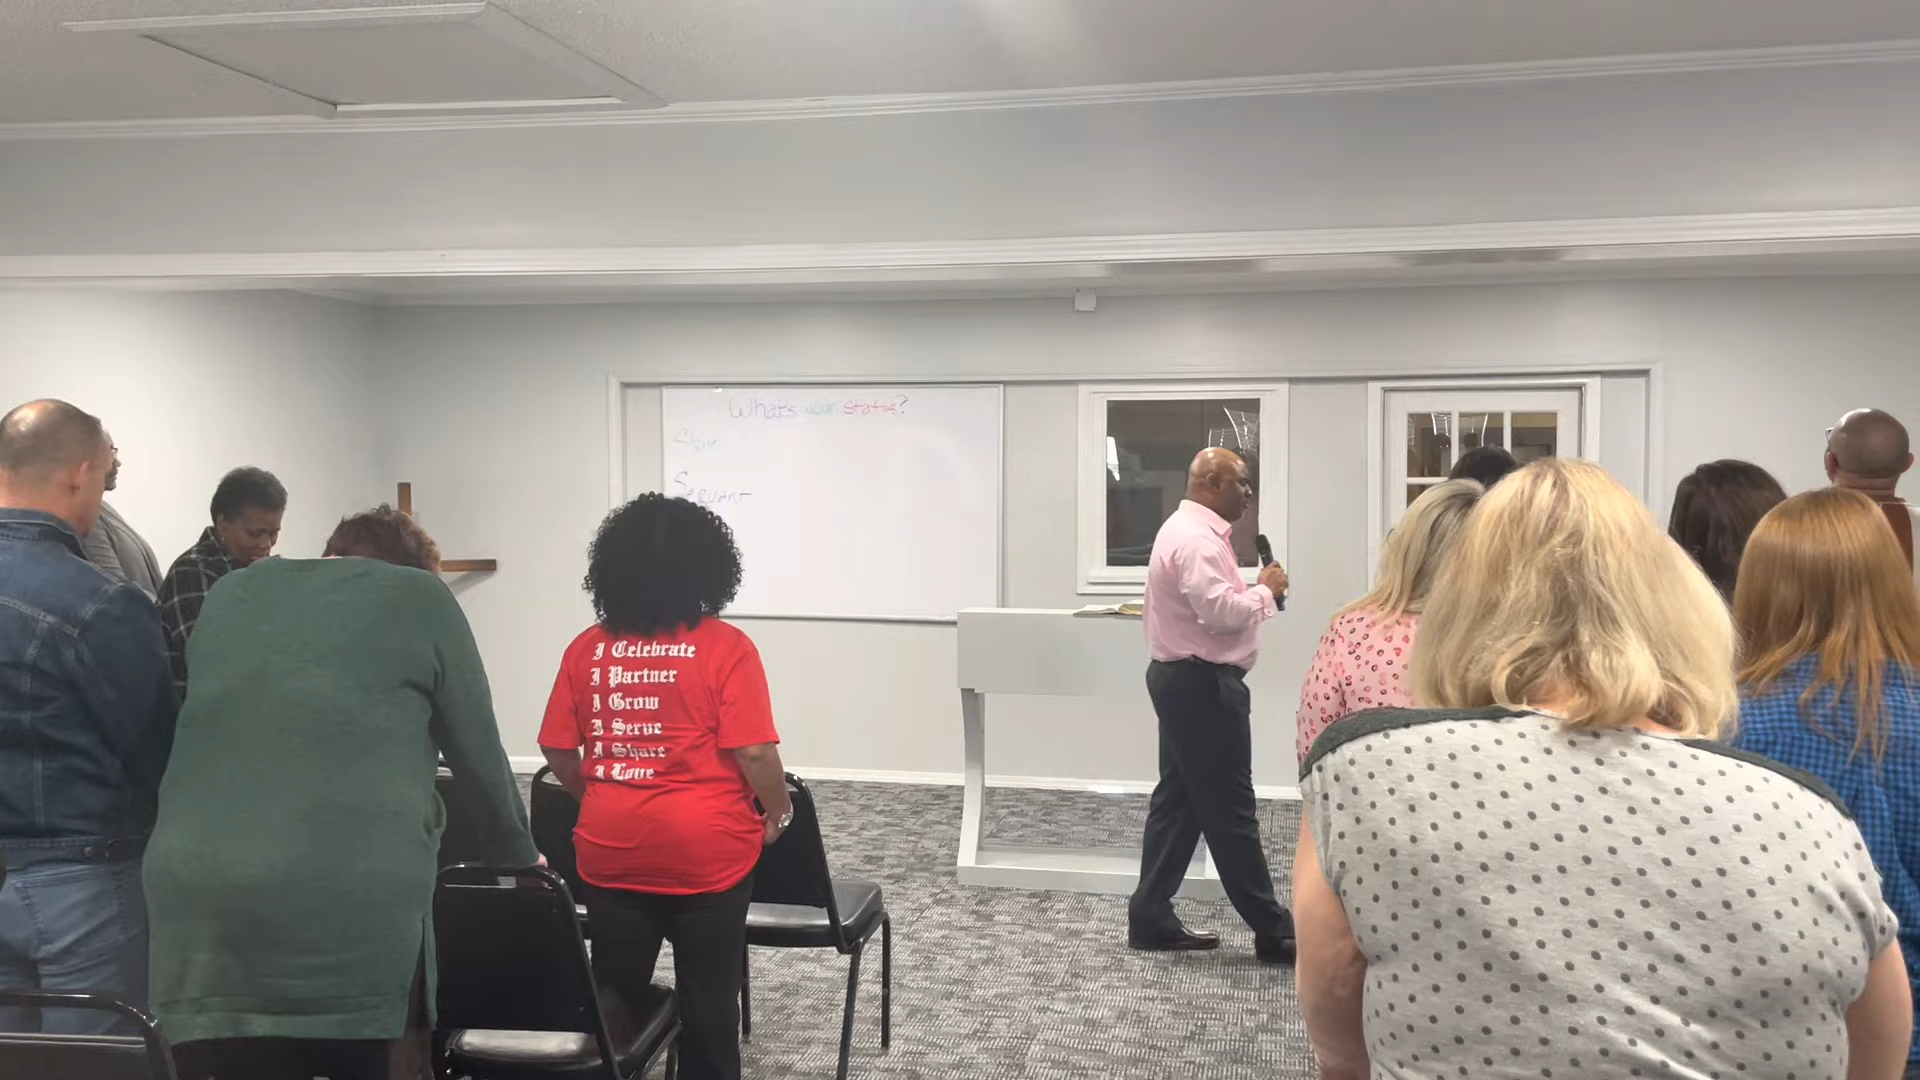 What's your Status?
Servant
I Celebrate
I Partner
I Grow
I Serve
I Share
I Love